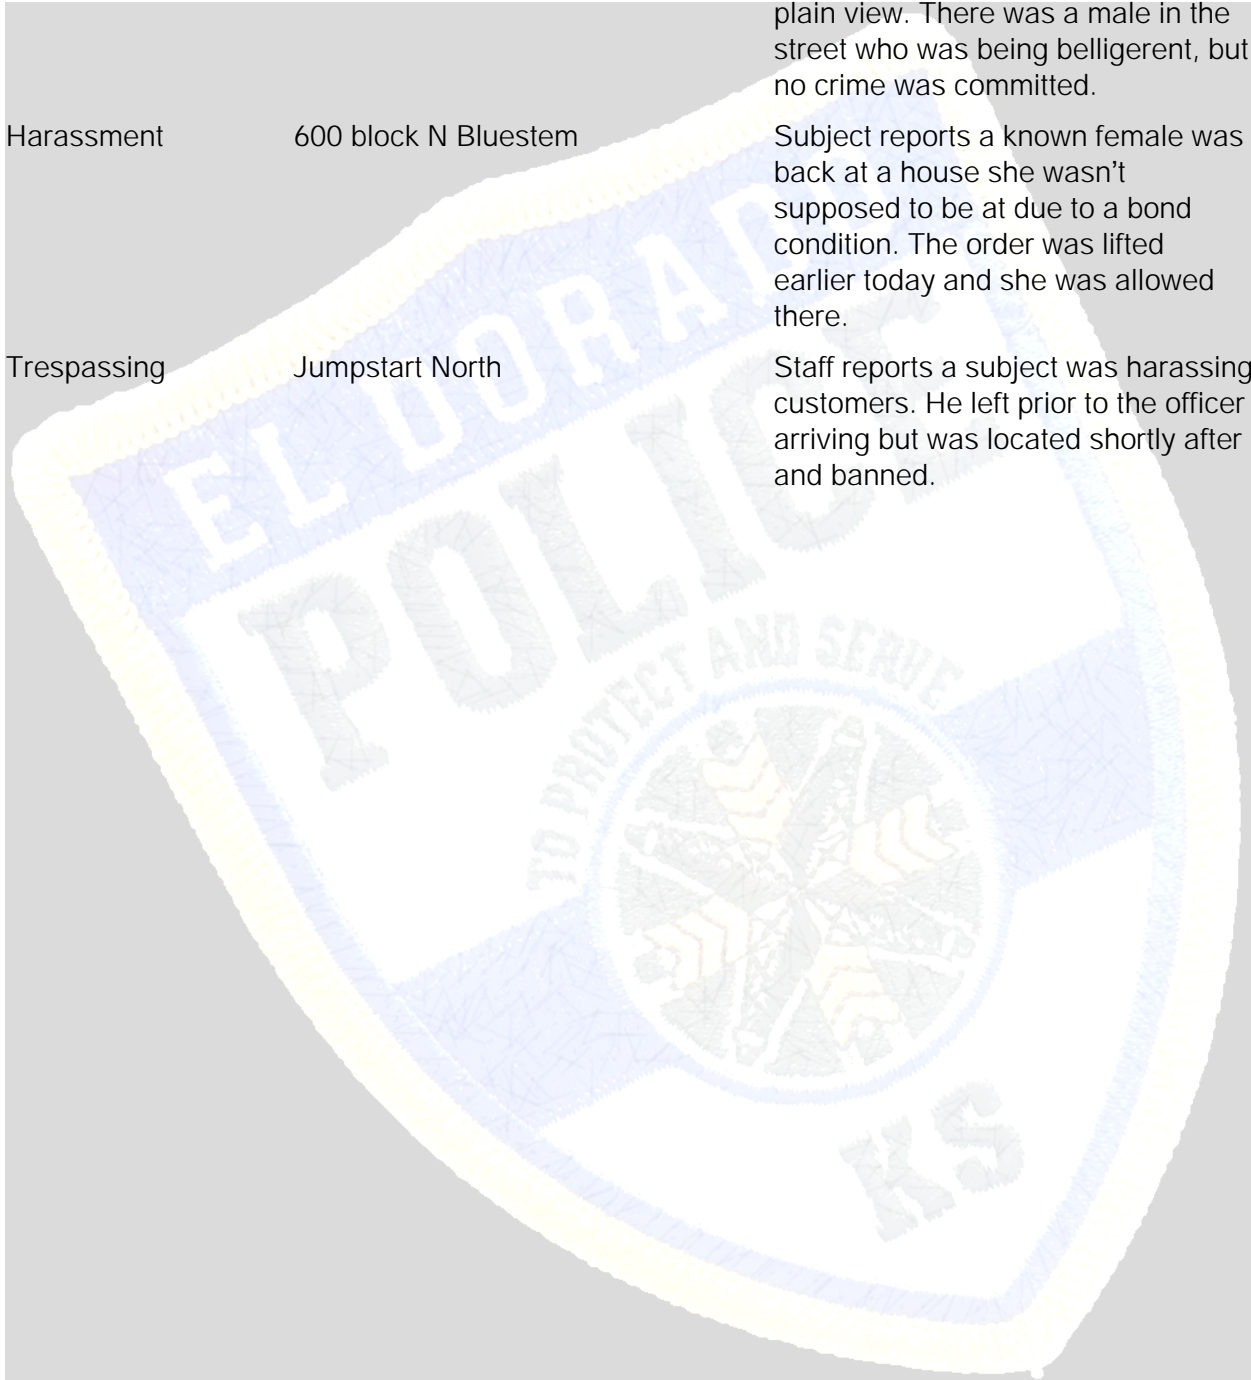 plain view. There was a male in the
street who was being belligerent, but
no crime was committed.
Harassment 600 block N Bluestem Subject reports a known female was
back at a house she wasn’t
supposed to be at due to a bond
condition. The order was lifted
earlier today and she was allowed
there.
Trespassing Jumpstart North Staff reports a subject was harassing
customers. He left prior to the officer
arriving but was located shortly after
and banned.
EL DORADO
POLICE
TO PROTECT AND SERVE
KS